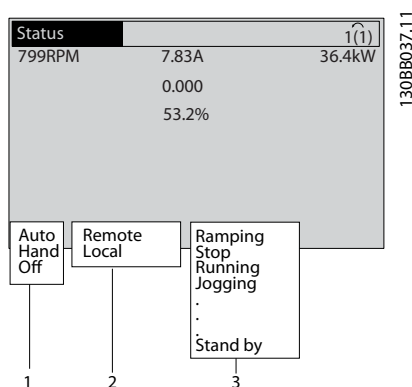 Status 1(1)
799RPM 7.83A 36.4kW
0.000
53.2%
Auto
Hand
Off
Remote
Local
Ramping
Stop
Running
Jogging
.
.
.
Stand by
1 2 3
130BB037.11